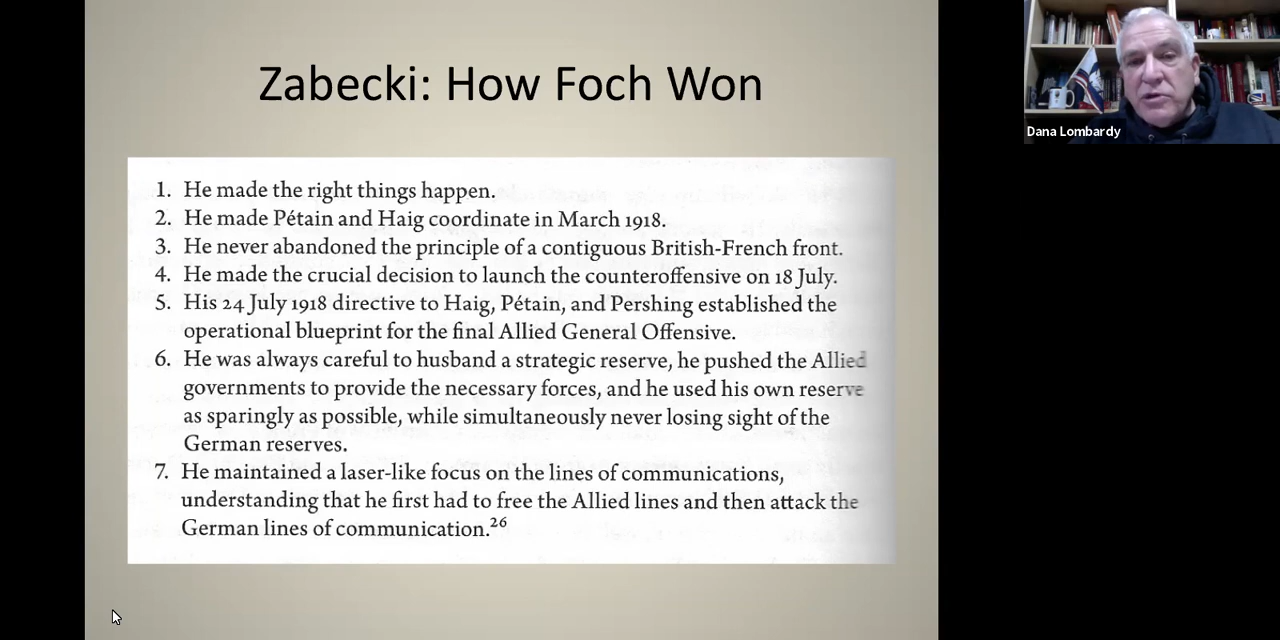 Zabecki: How Foch Won
1. He made the right things happen.
2. He made Pétain and Haig coordinate in March 1918.
3. He never abandoned the principle of a contiguous British-French front.
4. He made the crucial decision to launch the counteroffensive on 18 July.
5. His 24 July 1918 directive to Haig, Pétain, and Pershing established the
operational blueprint for the final Allied General Offensive.
6. He was always careful to husband a strategic reserve, he pushed the Allied
governments to provide the necessary forces, and he used his own reserve
as sparingly as possible, while simultaneously never losing sight of the
German reserves.
7. He maintained a laser-like focus on the lines of communications,
understanding that he first had to free the Allied lines and then attack the
German lines of communication.26
Dana Lombardy